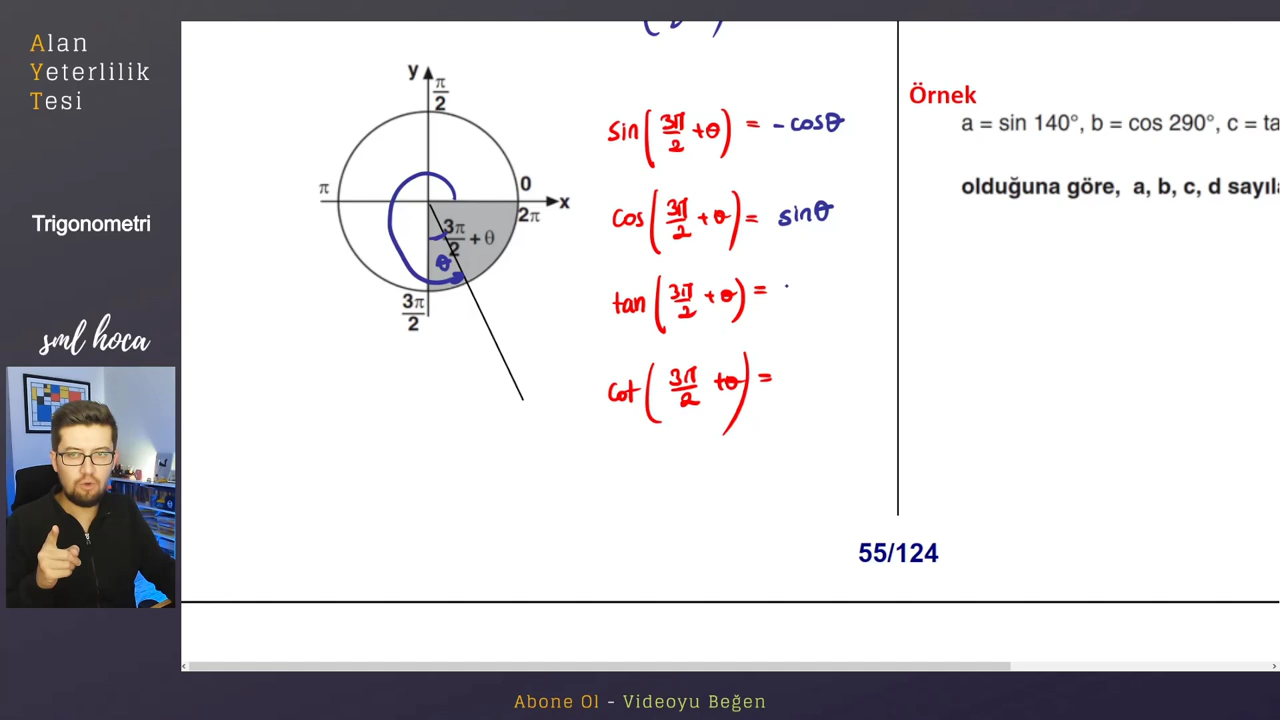 Alan
Yeterlilik
Tesi
Trigonometri
sml hoca
y
π/2
π
0
x
2π
3π/2 + θ
θ
3π/2
sin(3π/2 + θ) = -cosθ
cos(3π/2 + θ) = sinθ
tan(3π/2 + θ) =
cot(3π/2 + θ) =
Örnek
a = sin 140°, b = cos 290°, c = ta
olduğuna göre, a, b, c, d sayıla
55/124
Abone Ol - Videoyu Beğen